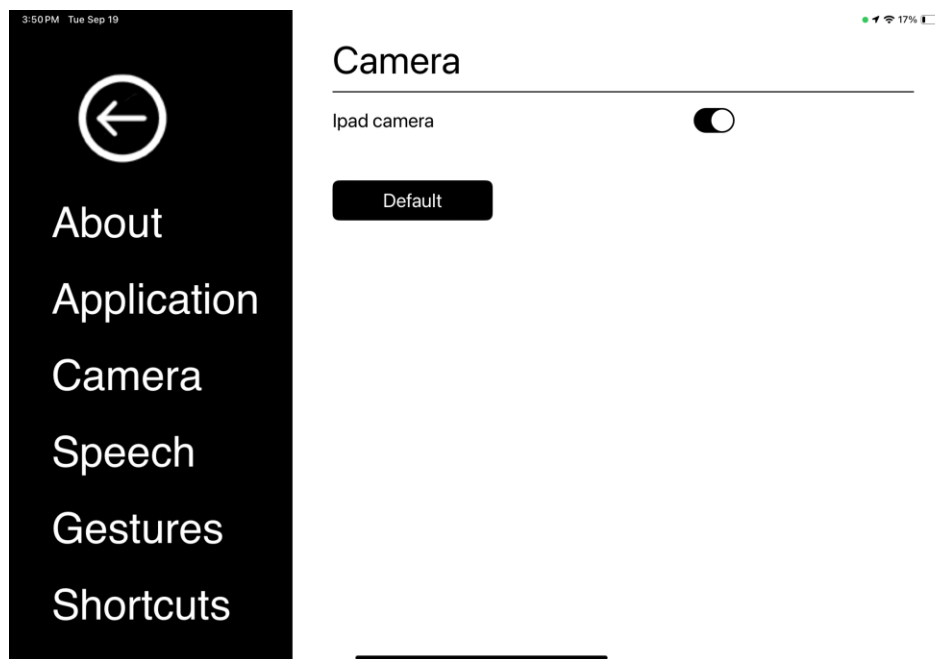 3:50 PM Tue Sep 19
17%
About
Application
Camera
Speech
Gestures
Shortcuts
Camera
Ipad camera
Default